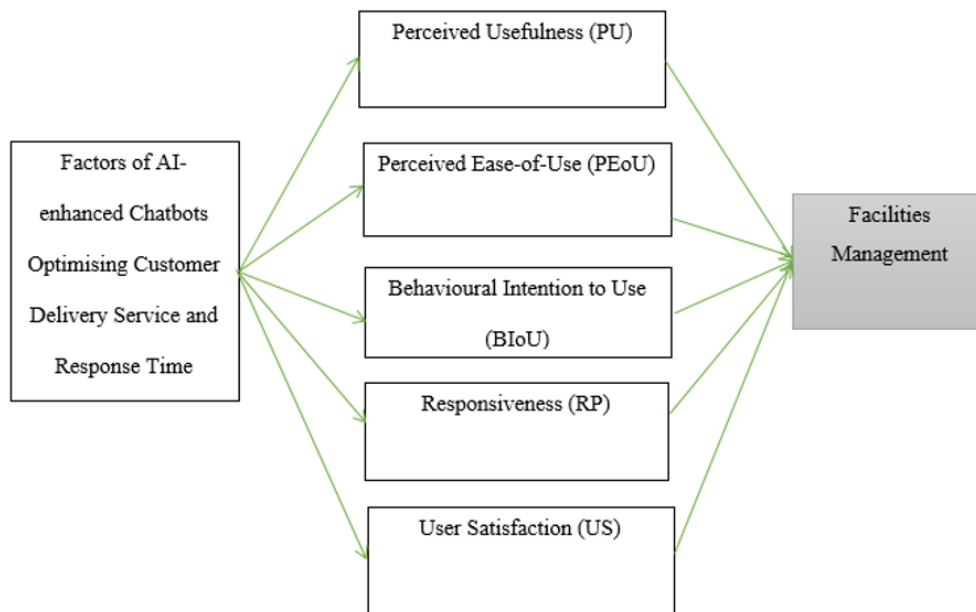 Perceived Usefulness (PU)
Factors of AI-
enhanced Chatbots
Optimising Customer
Delivery Service and
Response Time
Perceived Ease-of-Use (PEoU)
Behavioural Intention to Use
(BIoU)
Responsiveness (RP)
User Satisfaction (US)
Facilities
Management